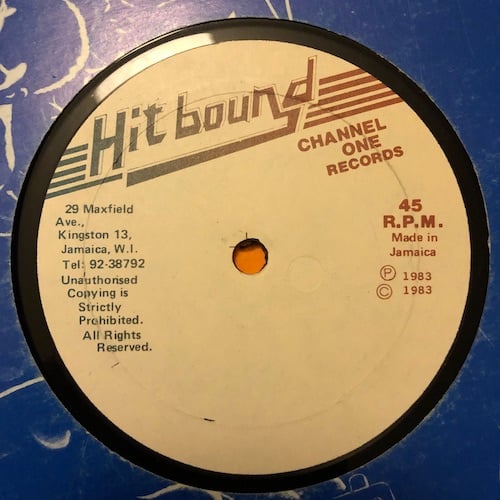 Hit bound
CHANNEL
ONE
RECORDS
29 Maxfield
Ave.,
Kingston 13,
Jamaica, W.I.
Tel: 92-38792
Unauthorised
Copying is
Strictly
Prohibited.
All Rights
Reserved.
45
R.P.M.
Made in
Jamaica
Ⓟ 1983
© 1983